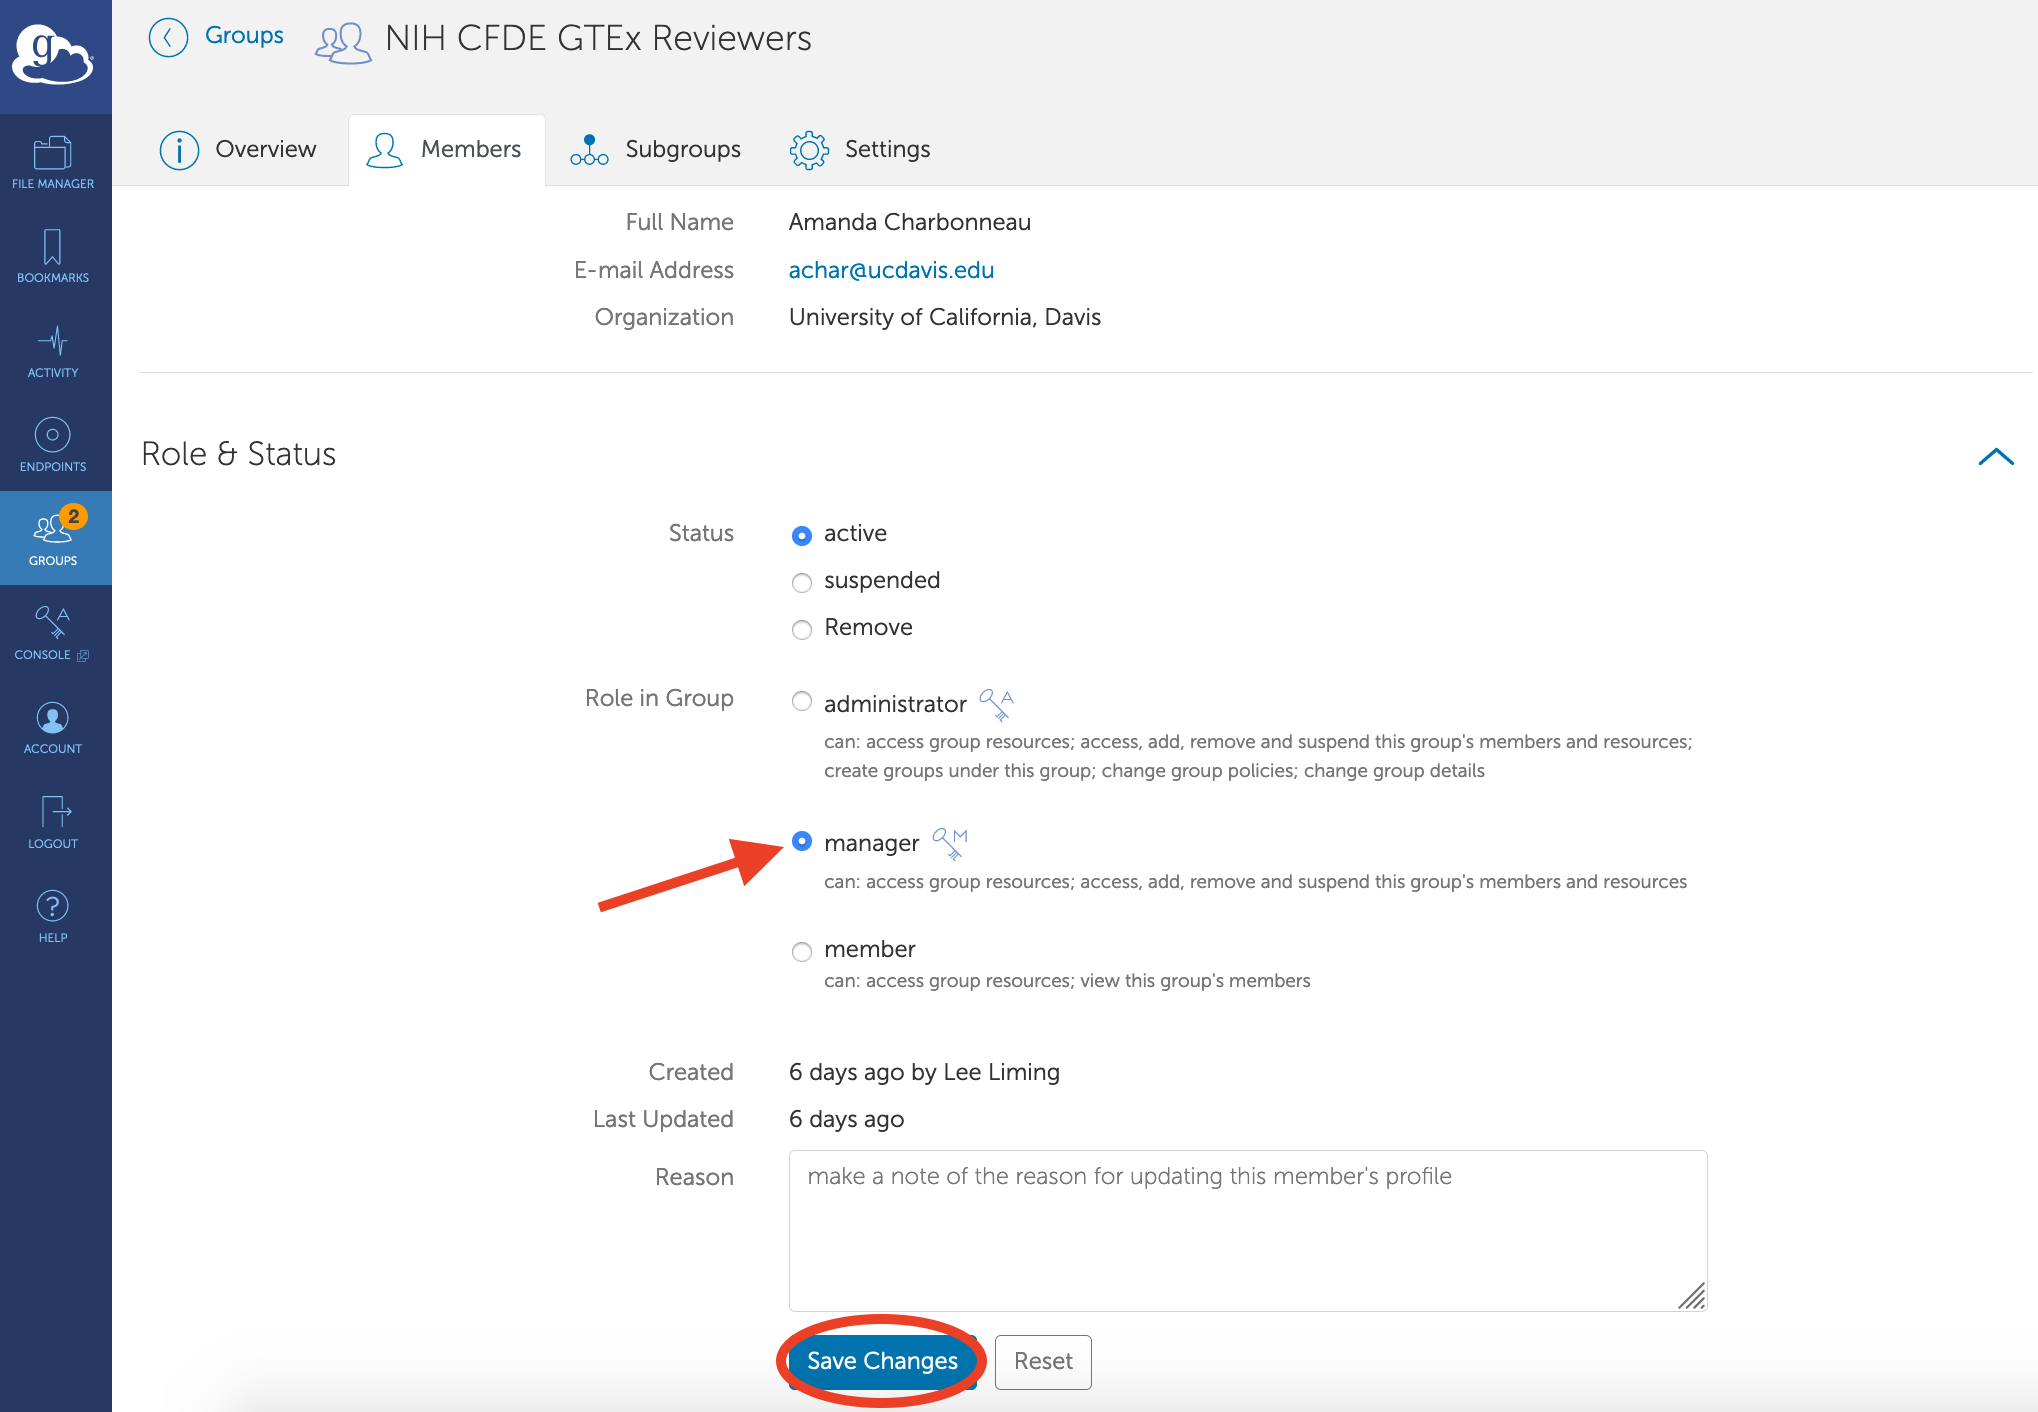 g
Groups
NIH CFDE GTEx Reviewers
Overview
Members
Subgroups
Settings
FILE MANAGER
BOOKMARKS
ACTIVITY
ENDPOINTS
2
GROUPS
A
CONSOLE
ACCOUNT
LOGOUT
?
HELP
Full Name Amanda Charbonneau
E-mail Address achar@ucdavis.edu
Organization University of California, Davis
Role & Status
Status active
suspended
Remove
Role in Group administrator A
can: access group resources; access, add, remove and suspend this group's members and resources;
create groups under this group; change group policies; change group details
manager M
can: access group resources; access, add, remove and suspend this group's members and resources
member
can: access group resources; view this group's members
Created 6 days ago by Lee Liming
Last Updated 6 days ago
Reason make a note of the reason for updating this member's profile
Save Changes Reset